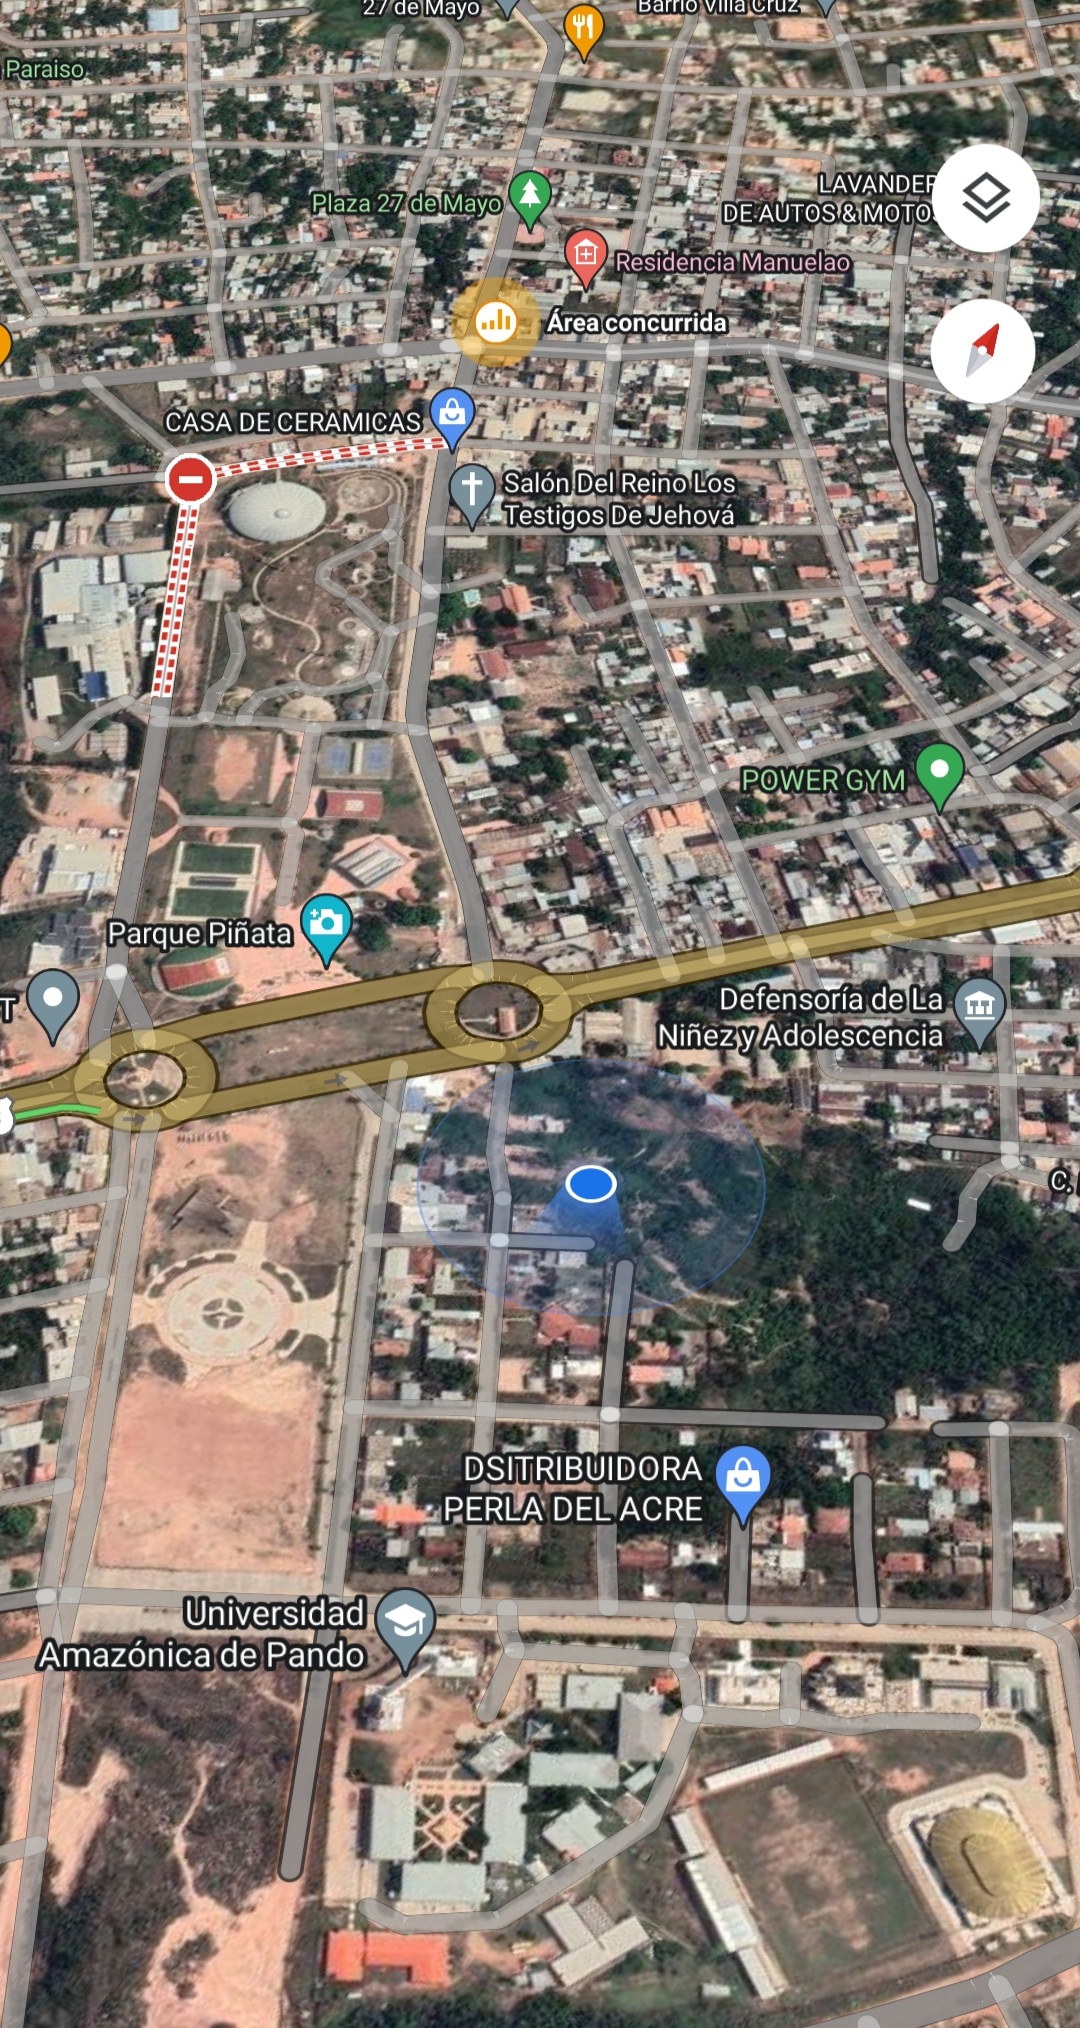 27 de Mayo
Barrio Villa Cruz
Paraiso
Plaza 27 de Mayo
LAVANDER
DE AUTOS & MOTOS
Residencia Manuelao
Área concurrida
CASA DE CERAMICAS
Salón Del Reino Los
Testigos De Jehová
POWER GYM
Parque Piñata
T
Defensoría de La
Niñez y Adolescencia
C.
DSITRIBUIDORA
PERLA DEL ACRE
Universidad
Amazónica de Pando